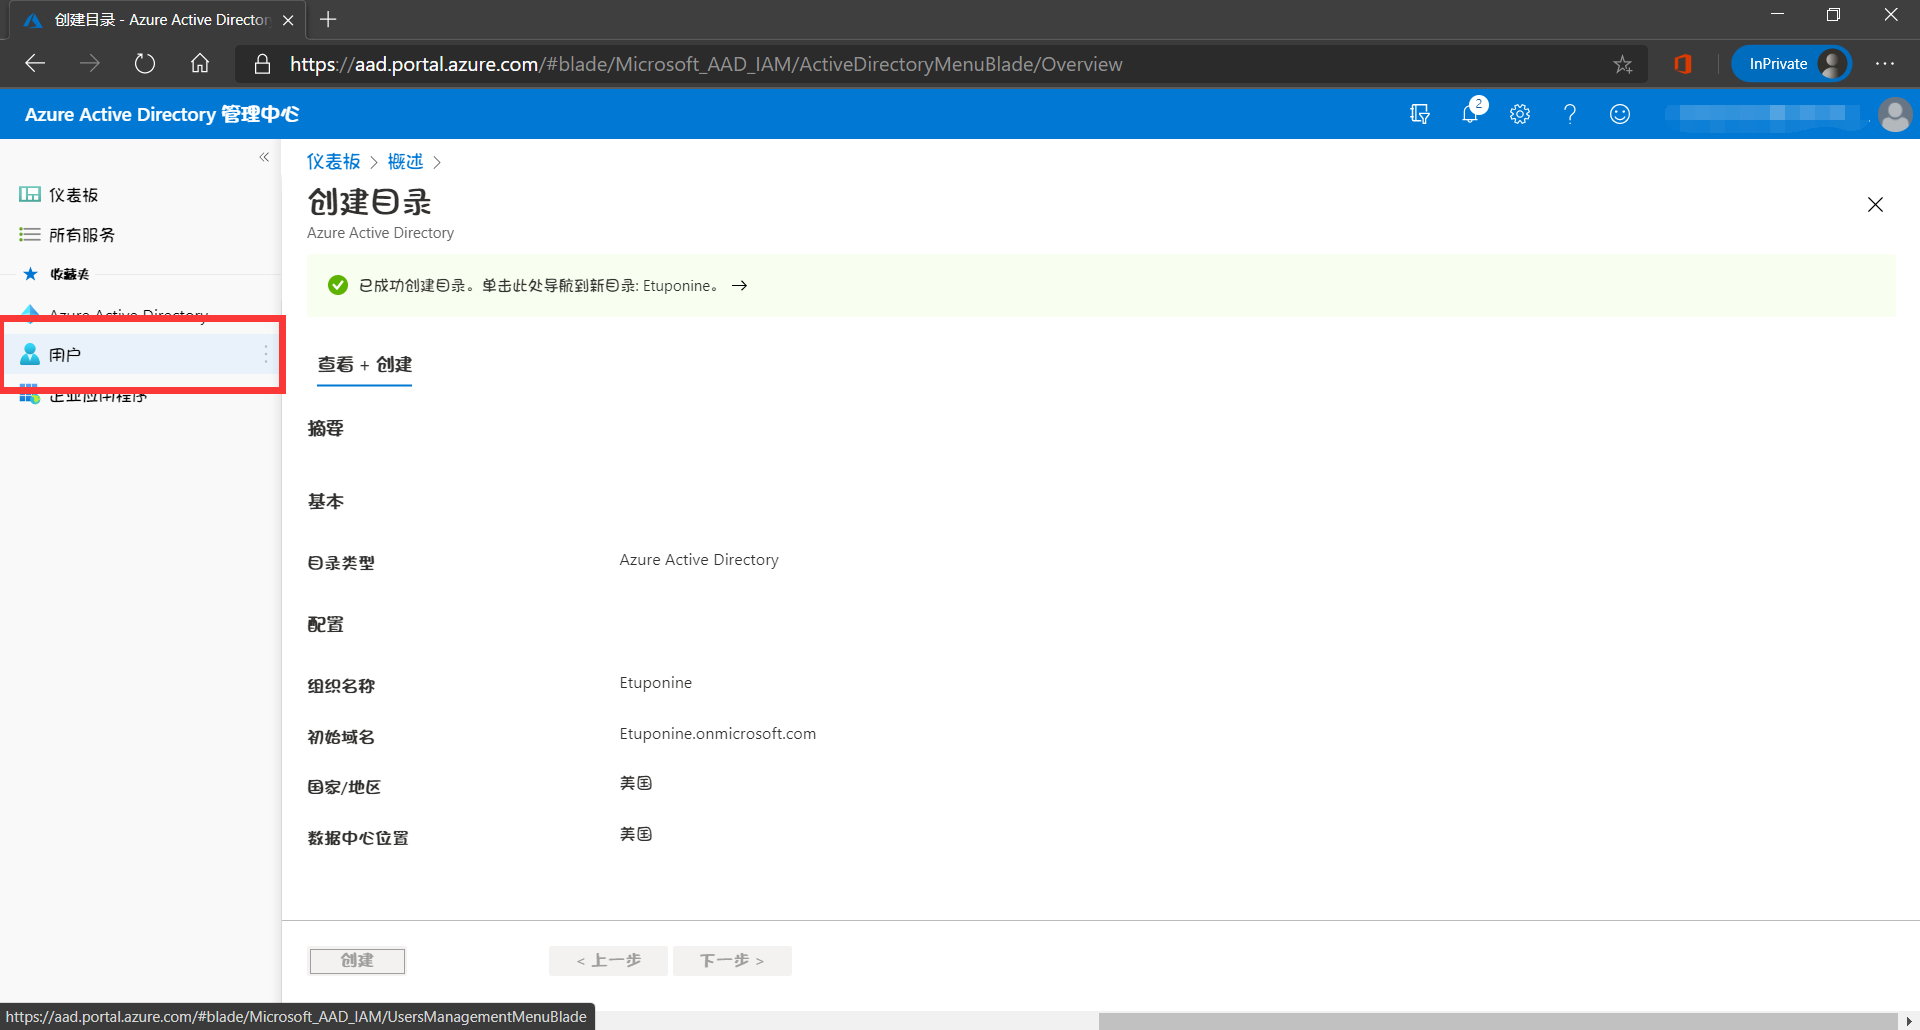 创建目录 - Azure Active Director
https://aad.portal.azure.com/#blade/Microsoft_AAD_IAM/ActiveDirectoryMenuBlade/Overview
InPrivate
Azure Active Directory 管理中心
2
仪表板
所有服务
收藏夹
Azure Active Directory
用户
企业应用程序
仪表板 > 概述 >
创建目录
Azure Active Directory
已成功创建目录。单击此处导航到新目录: Etuponine。 →
查看 + 创建
摘要
基本
目录类型 Azure Active Directory
配置
组织名称 Etuponine
初始域名 Etuponine.onmicrosoft.com
国家/地区 美国
数据中心位置 美国
创建
< 上一步
下一步 >
https://aad.portal.azure.com/#blade/Microsoft_AAD_IAM/UsersManagementMenuBlade